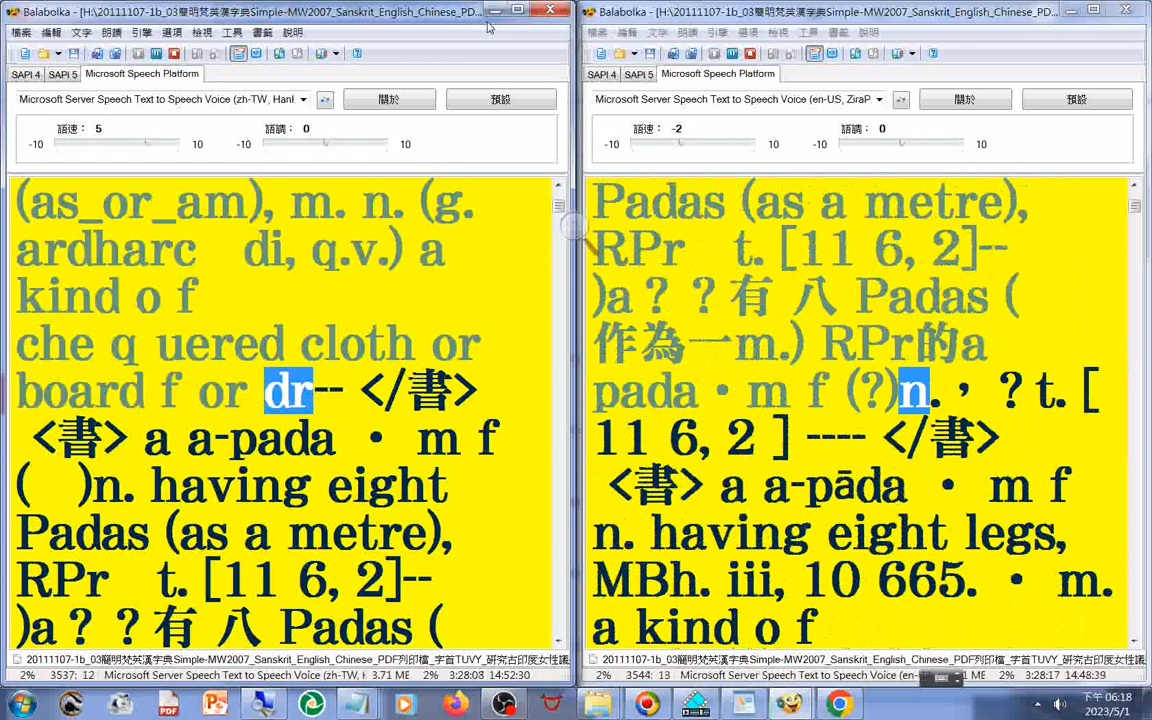 Balabolka - [H:\20111107-1b_03簡明梵英漢字典Simple-MW2007_Sanskrit_English_Chinese_PD...
檔案 編輯 文字 朗讀 引擎 選項 檢視 工具 書籤 說明
SAPI 4 SAPI 5 Microsoft Speech Platform
Microsoft Server Speech Text to Speech Voice (zh-TW, Hanl
關於 預設
語速： 5 語調： 0
-10 10 -10 10
(as_or_am), m. n. (g.
ardharc di, q.v.) a
kind o f
che q uered cloth or
board f or dr-- </書>
<書> a a-pada • m f
( )n. having eight
Padas (as a metre),
RPr t. [11 6, 2]--
)a？？有 八 Padas (
20111107-1b_03簡明梵英漢字典Simple-MW2007_Sanskrit_English_Chinese_PDF列印檔_字首TUVY_研究古印度女性議
2% 3537: 12 Microsoft Server Speech Text to Speech Voice (zh-TW, H 3.71 ME 2% 3:28:03 14:52:30
Balabolka - [H:\20111107-1b_03簡明梵英漢字典Simple-MW2007_Sanskrit_English_Chinese_PD...
檔案 編輯 文字 朗讀 引擎 選項 檢視 工具 書籤 說明
SAPI 4 SAPI 5 Microsoft Speech Platform
Microsoft Server Speech Text to Speech Voice (en-US, ZiraP
關於 預設
語速： -2 語調： 0
-10 10 -10 10
Padas (as a metre),
RPr t. [11 6, 2]--
)a？？有 八 Padas (
作為一m.) RPr的a
pada • m f (?)n.，？t. [
11 6, 2 ] ---- </書>
<書> a a-pāda • m f
n. having eight legs,
MBh. iii, 10 665. • m.
a kind o f
20111107-1b_03簡明梵英漢字典Simple-MW2007_Sanskrit_English_Chinese_PDF列印檔_字首TUVY_研究古印度女性議
2% 3544: 13 Microsoft Server Speech Text to Speech Voice 3.71 ME 2% 3:28:17 14:48:39
下午 06:18
2023/5/1